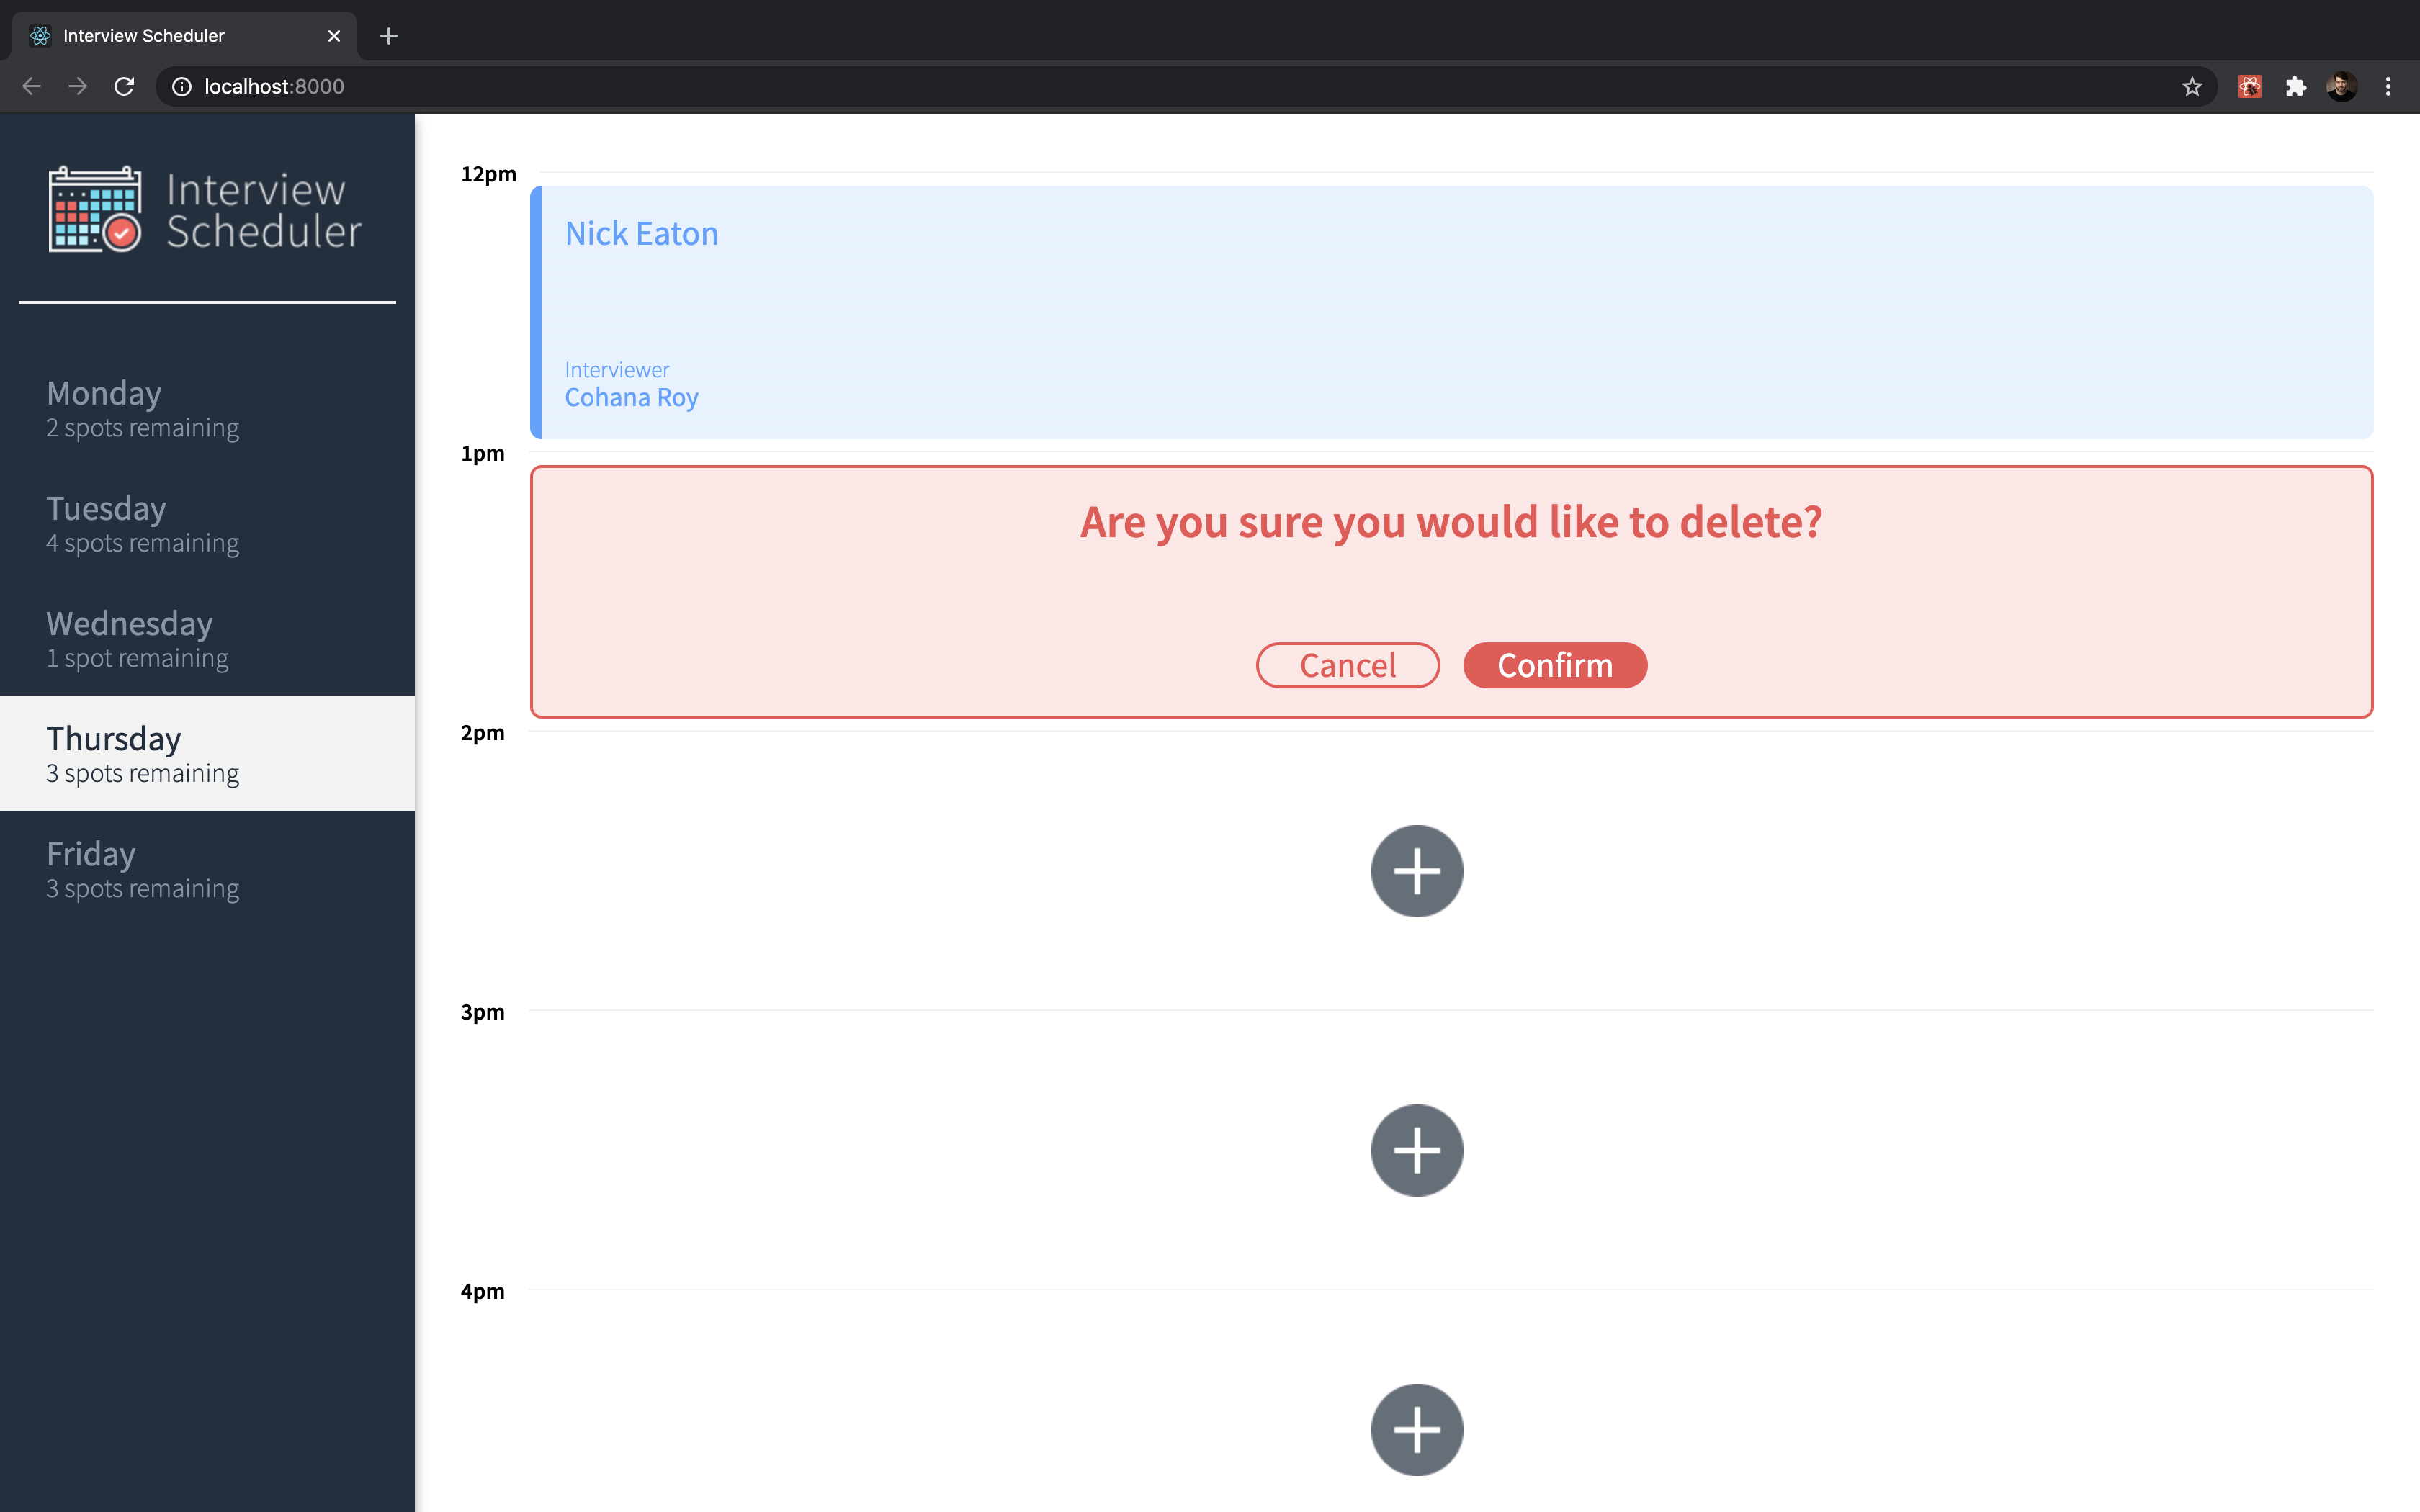 Interview Scheduler
localhost:8000
Interview
Scheduler
Monday
2 spots remaining
Tuesday
4 spots remaining
Wednesday
1 spot remaining
Thursday
3 spots remaining
Friday
3 spots remaining
12pm
Nick Eaton
Interviewer
Cohana Roy
1pm
Are you sure you would like to delete?
Cancel Confirm
2pm
3pm
4pm